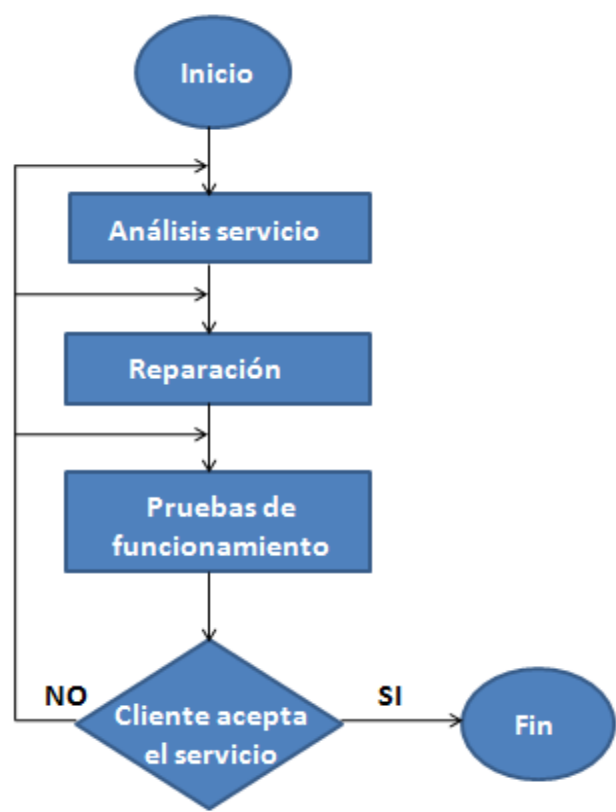 Inicio
Análisis servicio
Reparación
Pruebas de
funcionamiento
NO
SI
Cliente acepta
el servicio
Fin